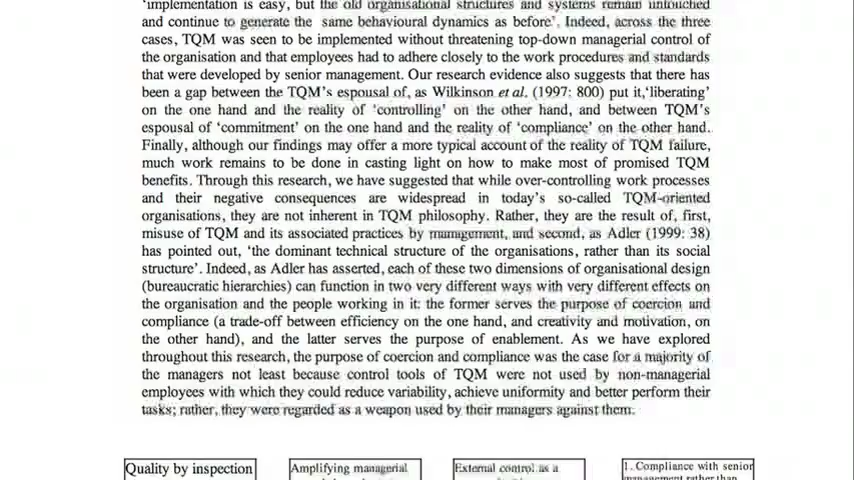 'implementation is easy, but the old organisational structures and systems remain untouched
and continue to generate the same behavioural dynamics as before'. Indeed, across the three
cases, TQM was seen to be implemented without threatening top-down managerial control of
the organisation and that employees had to adhere closely to the work procedures and standards
that were developed by senior management. Our research evidence also suggests that there has
been a gap between the TQM's espousal of, as Wilkinson et al. (1997: 800) put it,'liberating'
on the one hand and the reality of 'controlling' on the other hand, and between TQM's
espousal of 'commitment' on the one hand and the reality of 'compliance' on the other hand.
Finally, although our findings may offer a more typical account of the reality of TQM failure,
much work remains to be done in casting light on how to make most of promised TQM
benefits. Through this research, we have suggested that while over-controlling work processes
and their negative consequences are widespread in today's so-called TQM-oriented
organisations, they are not inherent in TQM philosophy. Rather, they are the result of, first,
misuse of TQM and its associated practices by management, and second, as Adler (1999: 38)
has pointed out, 'the dominant technical structure of the organisations, rather than its social
structure'. Indeed, as Adler has asserted, each of these two dimensions of organisational design
(bureaucratic hierarchies) can function in two very different ways with very different effects on
the organisation and the people working in it: the former serves the purpose of coercion and
compliance (a trade-off between efficiency on the one hand, and creativity and motivation, on
the other hand), and the latter serves the purpose of enablement. As we have explored
throughout this research, the purpose of coercion and compliance was the case for a majority of
the managers not least because control tools of TQM were not used by non-managerial
employees with which they could reduce variability, achieve uniformity and better perform their
tasks; rather, they were regarded as a weapon used by their managers against them.
Quality by inspection
Amplifying managerial
External control as a
1. Compliance with senior
management rather than